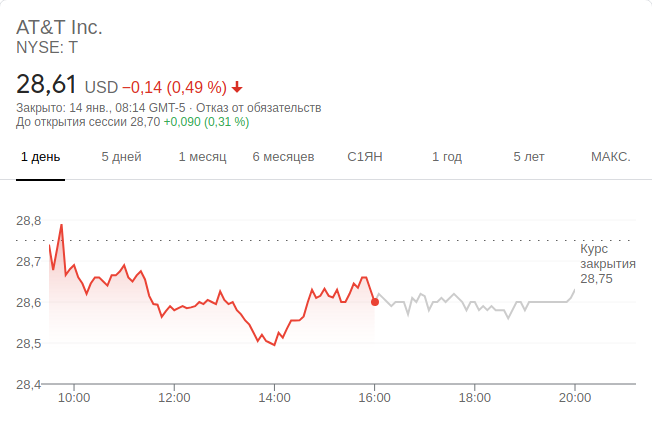 AT&T Inc.
NYSE: T
28,61 USD −0,14 (0,49 %)
Закрыто: 14 янв., 08:14 GMT-5 · Отказ от обязательств
До открытия сессии 28,70 +0,090 (0,31 %)
1 день 5 дней 1 месяц 6 месяцев С1ЯН 1 год 5 лет МАКС.
28,8
28,7
28,6
28,5
28,4
Курс
закрытия
28,75
10:00 12:00 14:00 16:00 18:00 20:00